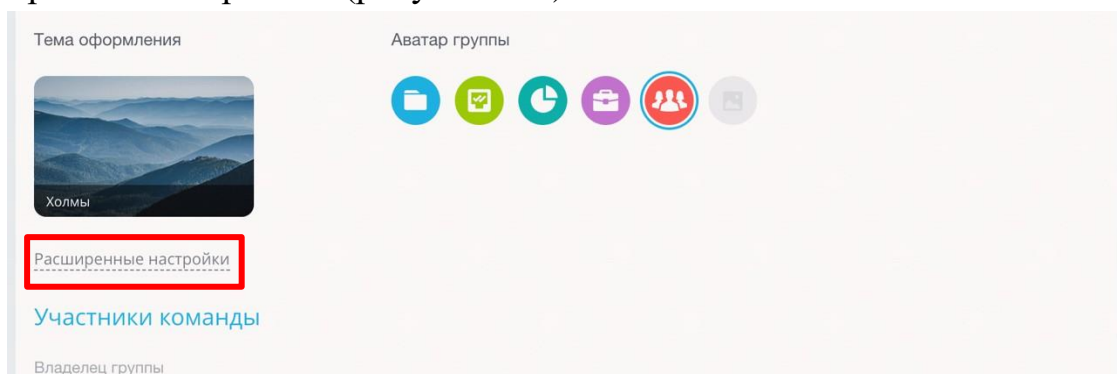 Тема оформления
Аватар группы
Холмы
Расширенные настройки
Участники команды
Владелец группы